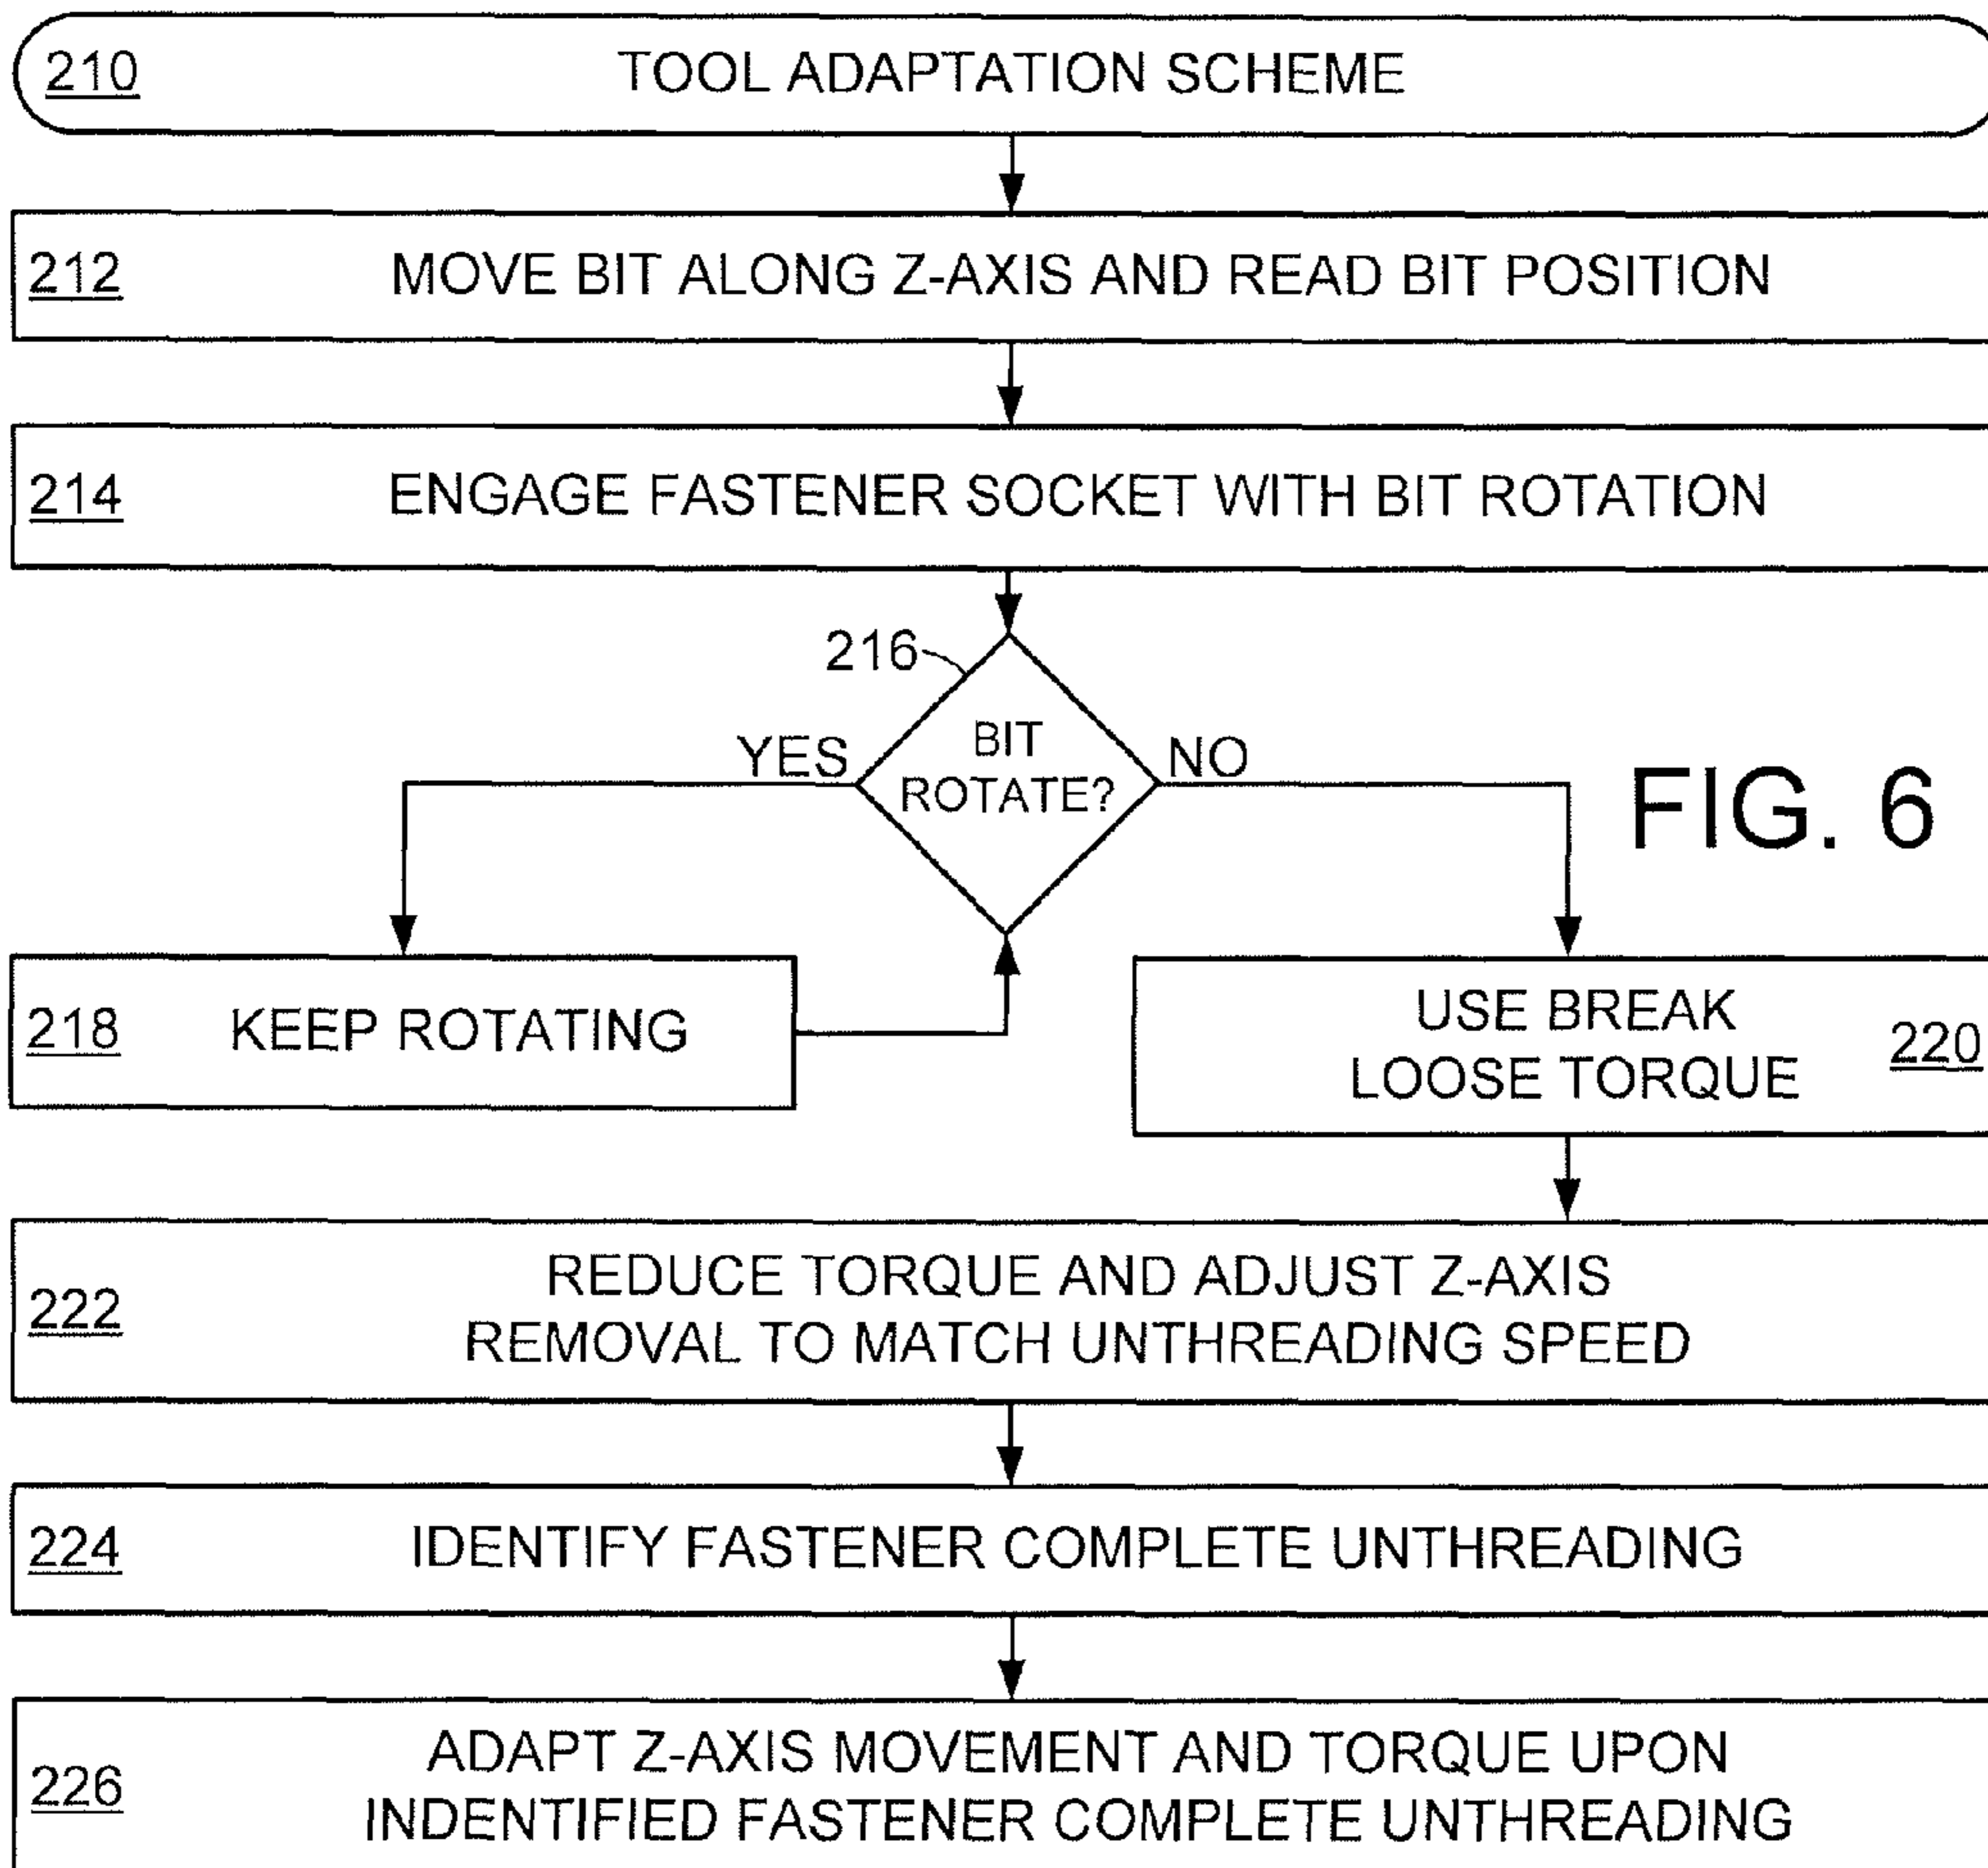 210 TOOL ADAPTATION SCHEME
212 MOVE BIT ALONG Z-AXIS AND READ BIT POSITION
214 ENGAGE FASTENER SOCKET WITH BIT ROTATION
216
BIT
ROTATE?
YES
NO
FIG. 6
218 KEEP ROTATING
USE BREAK
LOOSE TORQUE
220
222
REDUCE TORQUE AND ADJUST Z-AXIS
REMOVAL TO MATCH UNTHREADING SPEED
224 IDENTIFY FASTENER COMPLETE UNTHREADING
226
ADAPT Z-AXIS MOVEMENT AND TORQUE UPON
INDENTIFIED FASTENER COMPLETE UNTHREADING